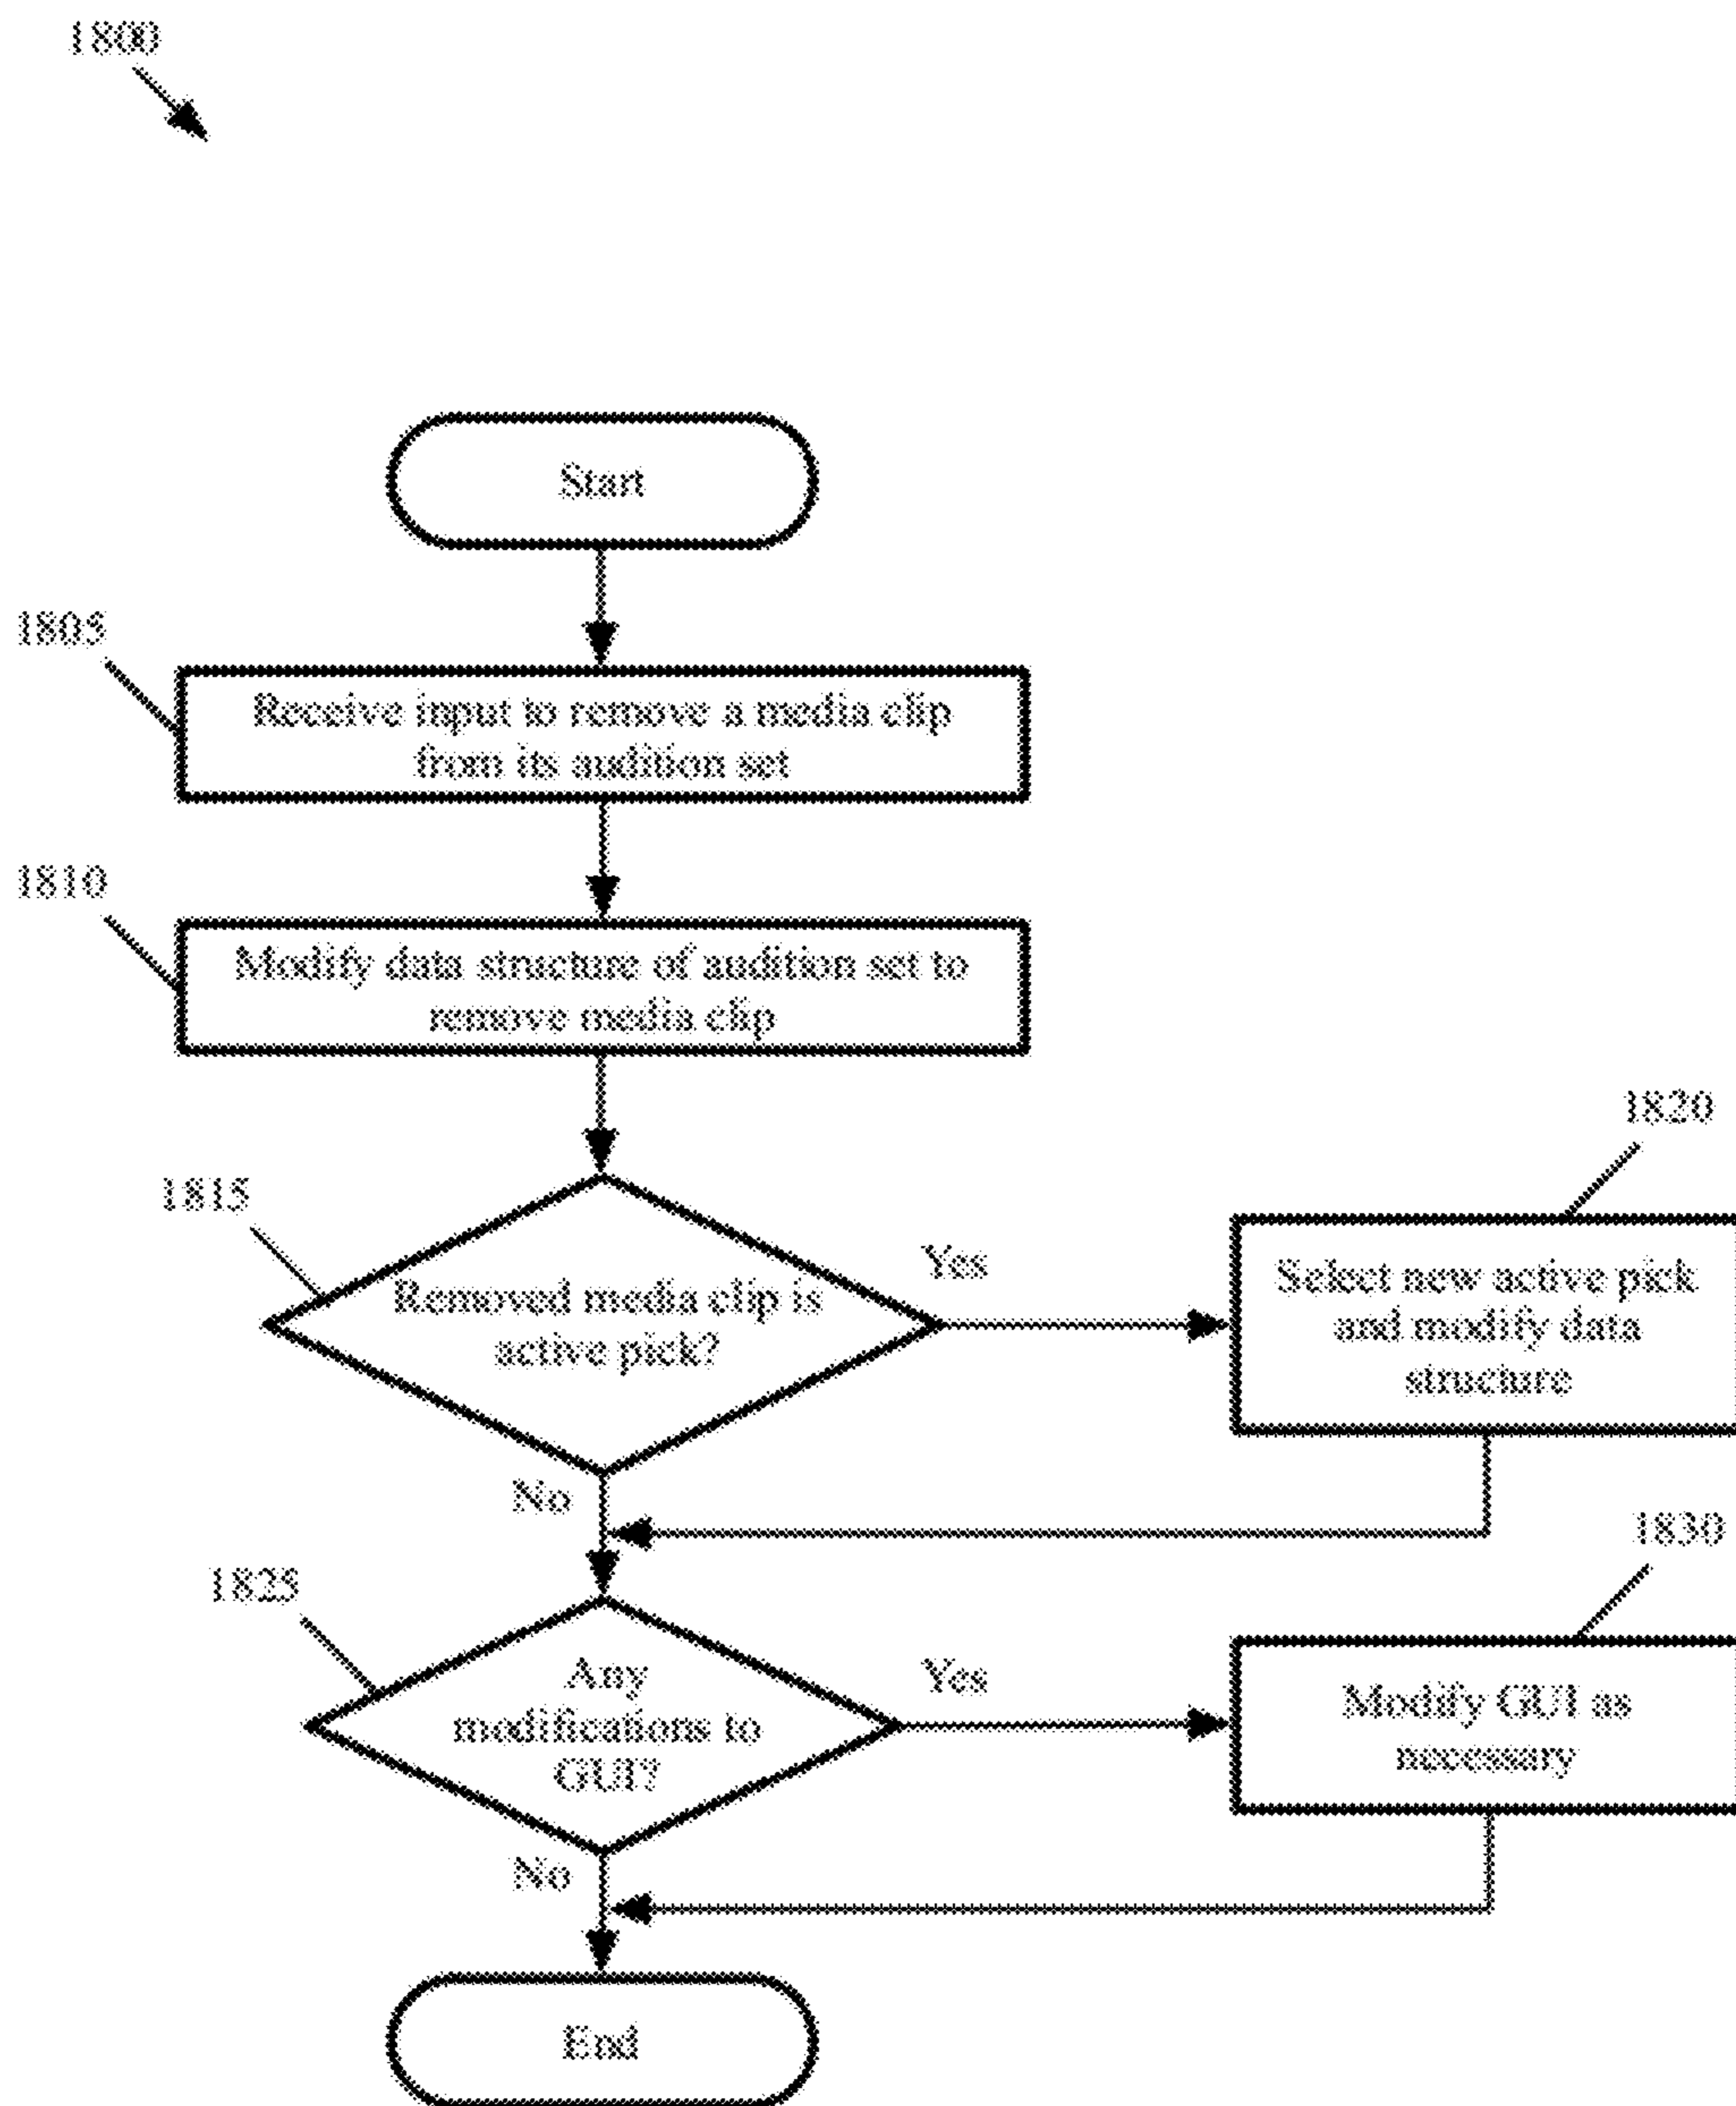 1800
Start
1805
Receive input to remove a media clip
from its audition set
1810
Modify data structure of audition set to
remove media clip
1815
Removed media clip is
active pick?
Yes
1820
Select new active pick
and modify data
structure
No
1825
Any
modifications to
GUI?
Yes
1830
Modify GUI as
necessary
No
End